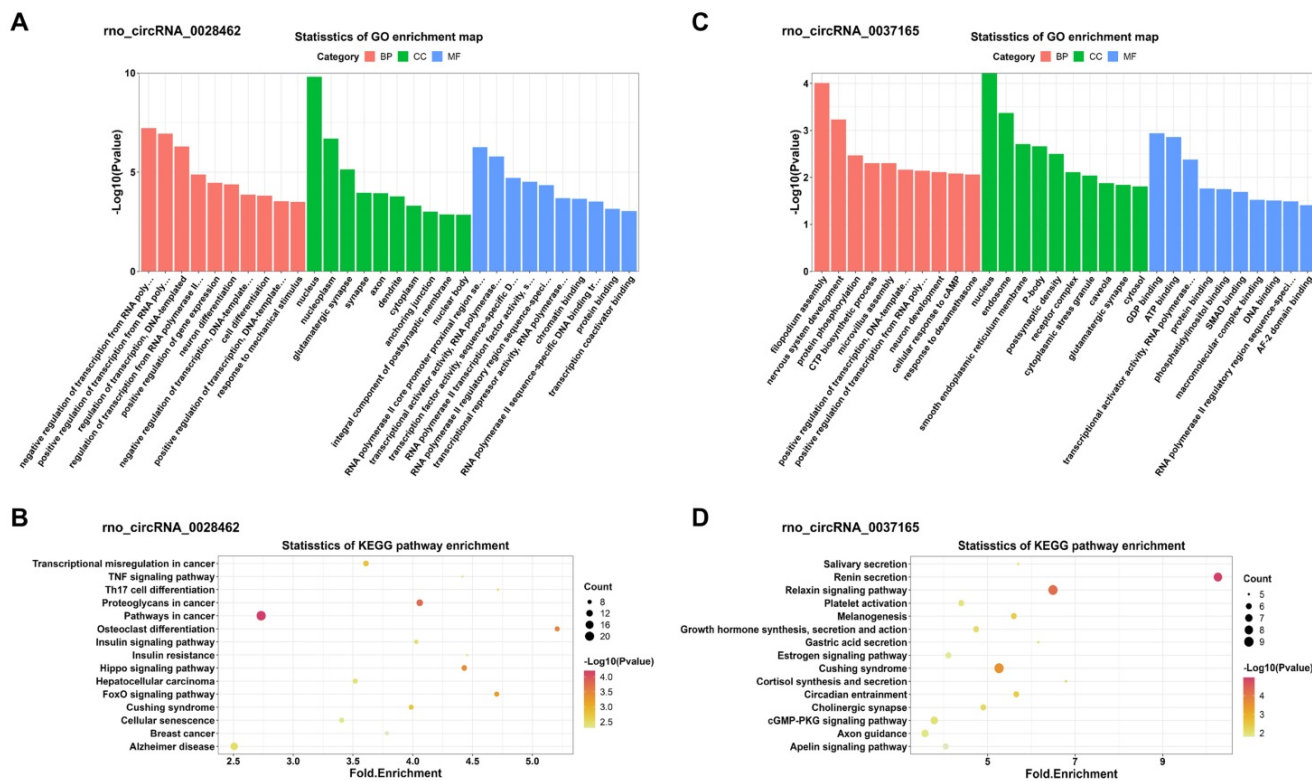 A
rno_circRNA_0028462
Statisstics of GO enrichment map
Category BP CC MF
-Log10(Pvalue)
10
5
0
negative regulation of transcription from RNA poly...
positive regulation of transcription from RNA poly...
regulation of transcription, DNA-templated
regulation of transcription from RNA polymerase II...
positive regulation of gene expression
neuron differentiation
negative regulation of transcription, DNA-template...
cell differentiation
positive regulation of transcription, DNA-template...
response to mechanical stimulus
nucleus
nucleoplasm
glutamatergic synapse
synapse
axon
dendrite
cytoplasm
anchoring junction
integral component of postsynaptic membrane
nuclear body
RNA polymerase II core promoter proximal region se...
transcriptional activator activity, RNA polymerase...
transcription factor activity, sequence-specific D...
RNA polymerase II transcription factor activity, s...
RNA polymerase II regulatory region sequence-speci...
transcriptional repressor activity, RNA polymerase...
chromatin binding
RNA polymerase II sequence-specific DNA binding tr...
protein binding
transcription coactivator binding
B
rno_circRNA_0028462
Statisstics of KEGG pathway enrichment
Transcriptional misregulation in cancer
TNF signaling pathway
Th17 cell differentiation
Proteoglycans in cancer
Pathways in cancer
Osteoclast differentiation
Insulin signaling pathway
Insulin resistance
Hippo signaling pathway
Hepatocellular carcinoma
FoxO signaling pathway
Cushing syndrome
Cellular senescence
Breast cancer
Alzheimer disease
2.5 3.0 3.5 4.0 4.5 5.0
Fold.Enrichment
Count
8
12
16
20
-Log10(Pvalue)
4.0
3.5
3.0
2.5
C
rno_circRNA_0037165
Statisstics of GO enrichment map
Category BP CC MF
-Log10(Pvalue)
4
3
2
1
0
filopodium assembly
nervous system development
protein phosphorylation
CTP biosynthetic process
microvillus assembly
positive regulation of transcription, DNA-template...
positive regulation of transcription from RNA poly...
neuron development
cellular response to cAMP
response to dexamethasone
nucleus
endosome
smooth endoplasmic reticulum membrane
P-body
postsynaptic density
receptor complex
cytoplasmic stress granule
caveola
glutamatergic synapse
cytosol
GDP binding
ATP binding
transcriptional activator activity, RNA polymerase...
protein binding
phosphatidylinositol binding
SMAD binding
macromolecular complex binding
DNA binding
RNA polymerase II regulatory region sequence-speci...
AF-2 domain binding
D
rno_circRNA_0037165
Statisstics of KEGG pathway enrichment
Salivary secretion
Renin secretion
Relaxin signaling pathway
Platelet activation
Melanogenesis
Growth hormone synthesis, secretion and action
Gastric acid secretion
Estrogen signaling pathway
Cushing syndrome
Cortisol synthesis and secretion
Circadian entrainment
Cholinergic synapse
cGMP-PKG signaling pathway
Axon guidance
Apelin signaling pathway
5 7 9
Fold.Enrichment
Count
5
6
7
8
9
-Log10(Pvalue)
4
3
2